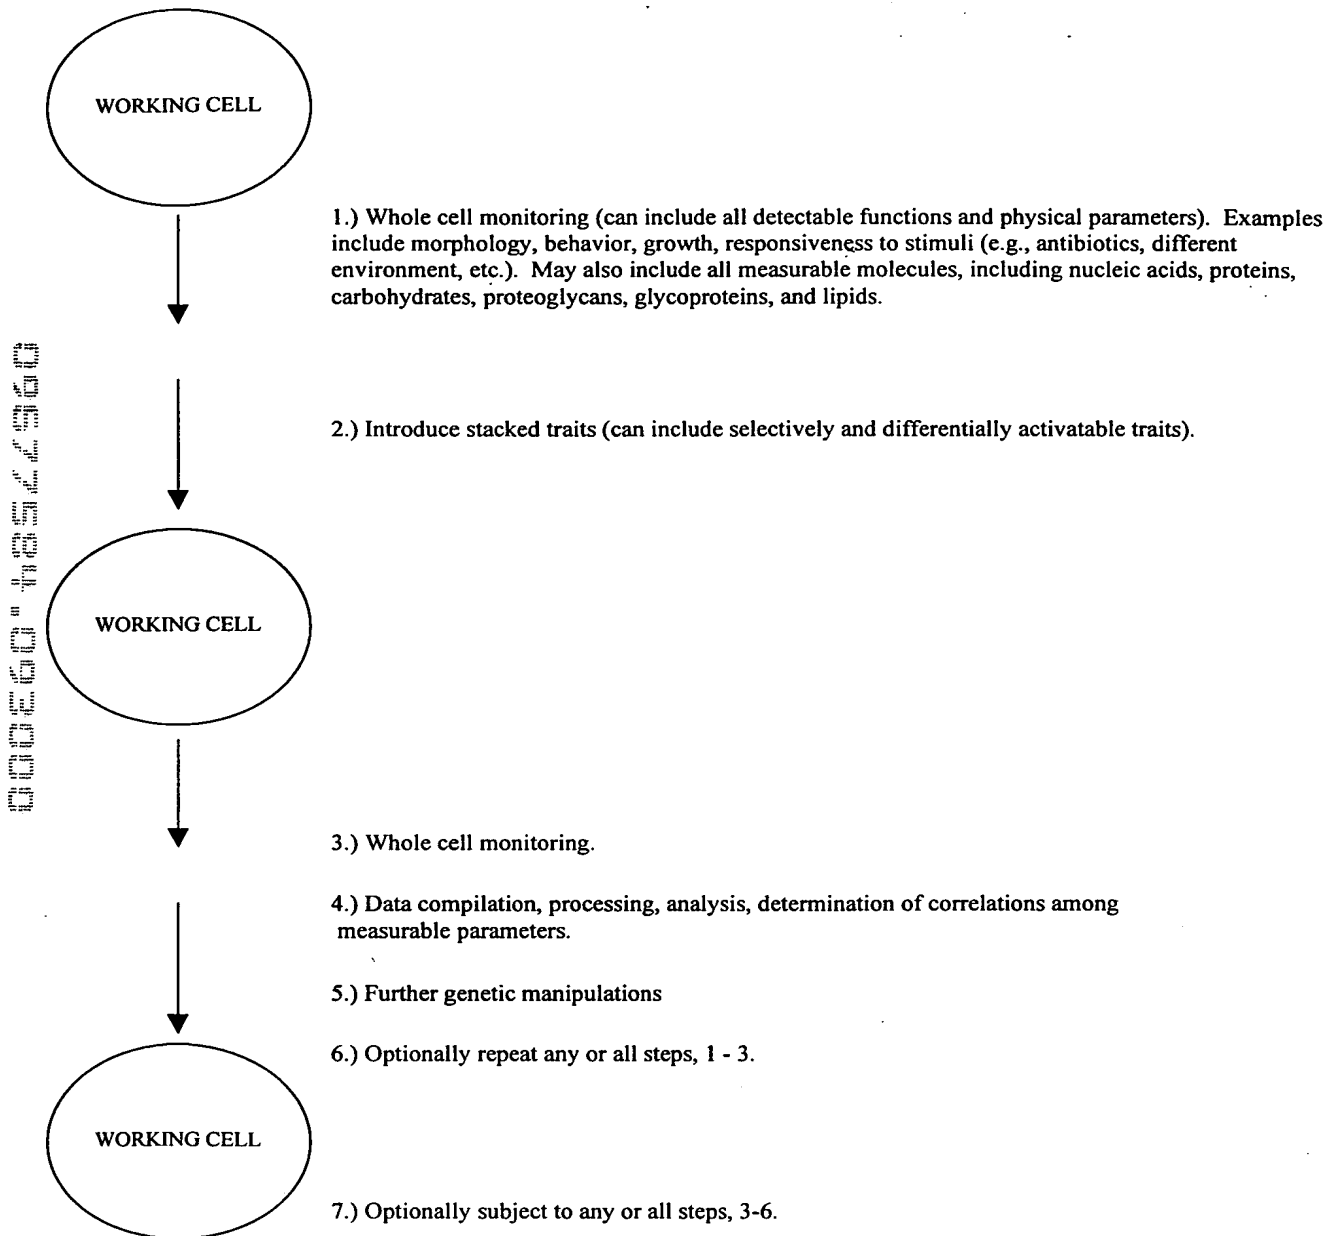 WORKING CELL
1.) Whole cell monitoring (can include all detectable functions and physical parameters). Examples
include morphology, behavior, growth, responsiveness to stimuli (e.g., antibiotics, different
environment, etc.). May also include all measurable molecules, including nucleic acids, proteins,
carbohydrates, proteoglycans, glycoproteins, and lipids.
2.) Introduce stacked traits (can include selectively and differentially activatable traits).
WORKING CELL
3.) Whole cell monitoring.
4.) Data compilation, processing, analysis, determination of correlations among
measurable parameters.
5.) Further genetic manipulations
6.) Optionally repeat any or all steps, 1 - 3.
WORKING CELL
7.) Optionally subject to any or all steps, 3-6.